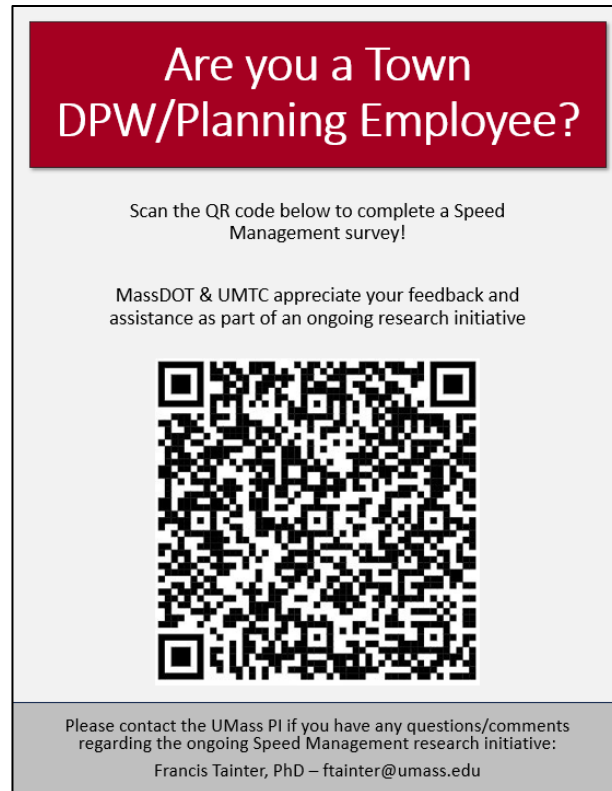 Are you a Town
DPW/Planning Employee?
Scan the QR code below to complete a Speed
Management survey!
MassDOT & UMTC appreciate your feedback and
assistance as part of an ongoing research initiative
Please contact the UMass PI if you have any questions/comments
regarding the ongoing Speed Management research initiative:
Francis Tainter, PhD – ftainter@umass.edu